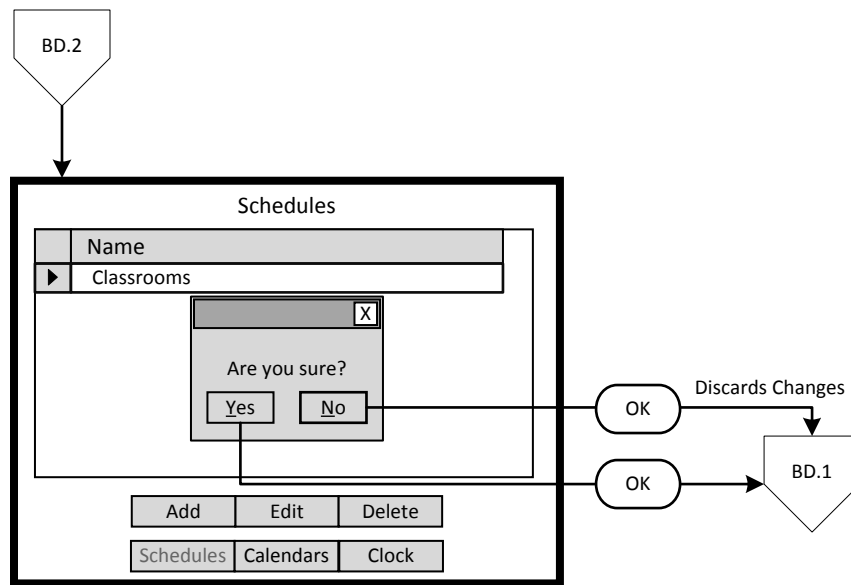 BD.2
Schedules
Name
Classrooms
X
Are you sure?
Yes No
Discards Changes
OK
OK
BD.1
Add Edit Delete
Schedules Calendars Clock